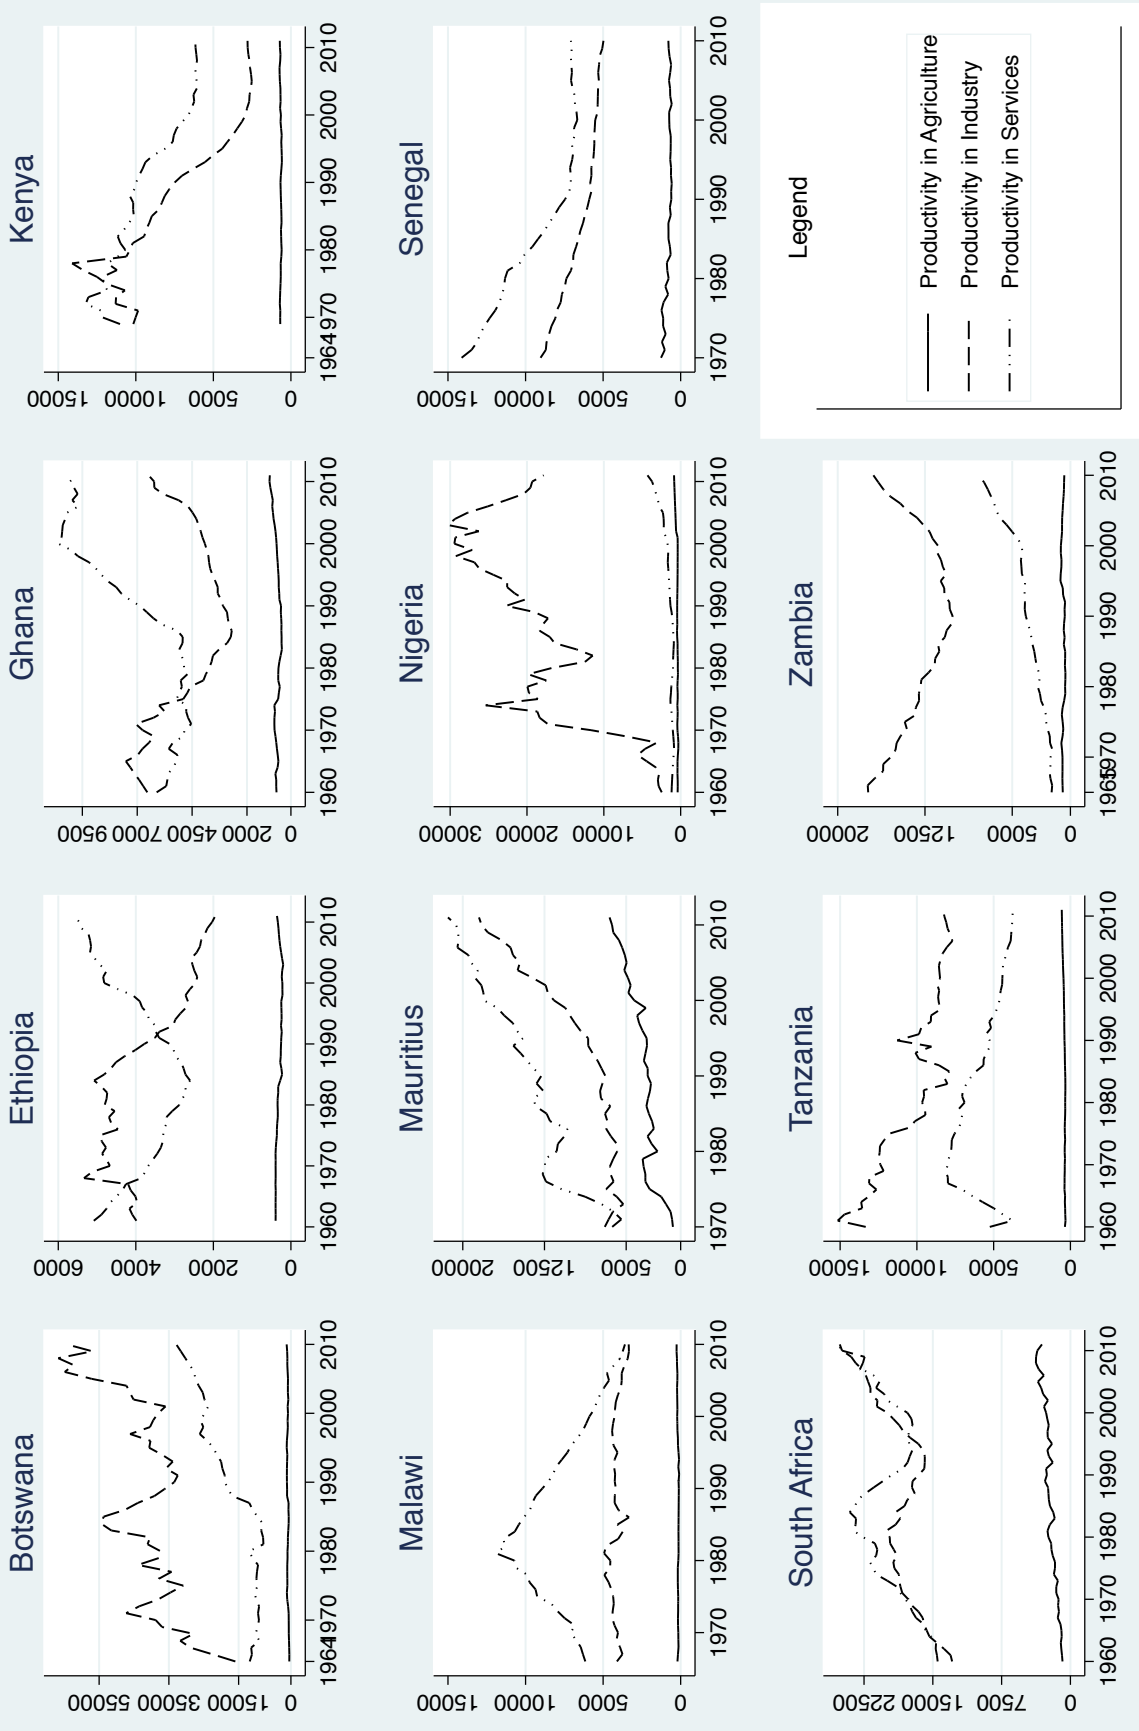 Botswana
0 15000 35000 55000
1964 1970 1980 1990 2000 2010
Ethiopia
0 2000 4000 6000
1960 1970 1980 1990 2000 2010
Ghana
0 2000 4500 7000 9500
1960 1970 1980 1990 2000 2010
Kenya
0 5000 10000 15000
1964 1970 1980 1990 2000 2010
Malawi
0 5000 10000 15000
1970 1980 1990 2000 2010
Mauritius
0 5000 12500 20000
1970 1980 1990 2000 2010
Nigeria
0 10000 20000 30000
1960 1970 1980 1990 2000 2010
Senegal
0 5000 10000 15000
1970 1980 1990 2000 2010
South Africa
0 7500 15000 22500
1960 1970 1980 1990 2000 2010
Tanzania
0 5000 10000 15000
1960 1970 1980 1990 2000 2010
Zambia
0 5000 12500 20000
1965 1970 1980 1990 2000 2010
Legend
Productivity in Agriculture
Productivity in Industry
Productivity in Services